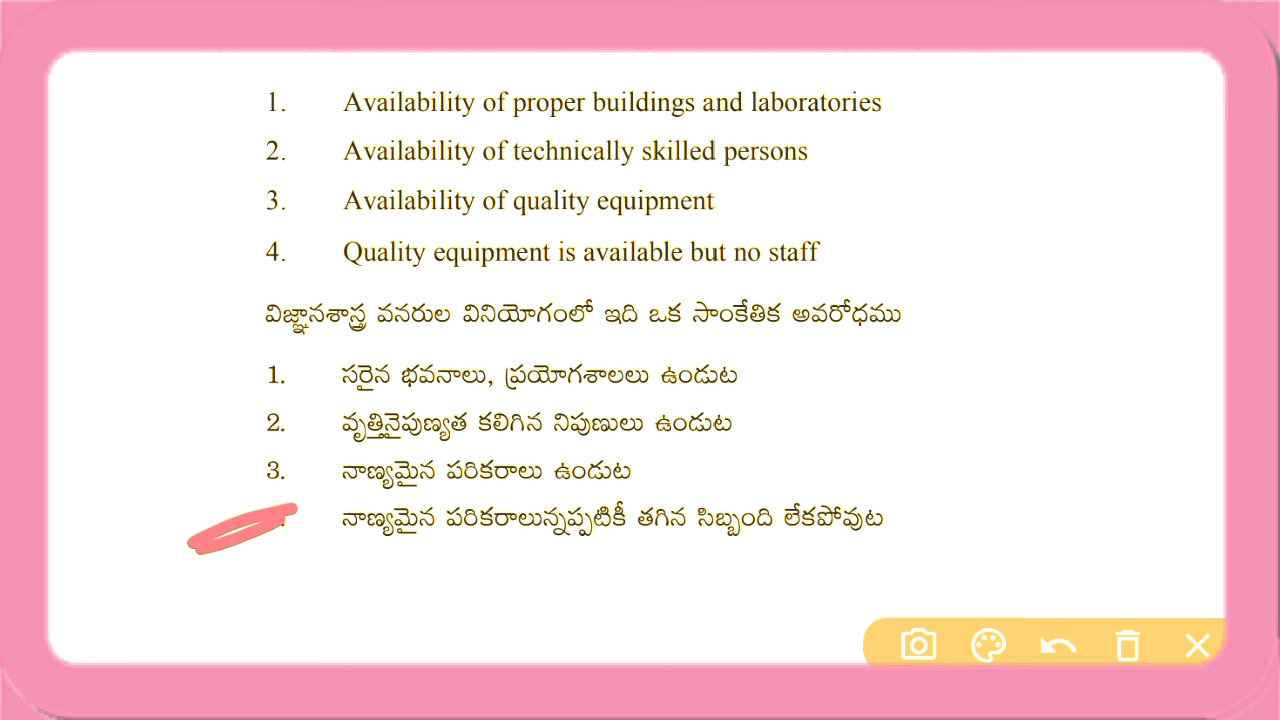 1. Availability of proper buildings and laboratories
2. Availability of technically skilled persons
3. Availability of quality equipment
4. Quality equipment is available but no staff
విజ్ఞానశాస్త్ర వనరుల వినియోగంలో ఇది ఒక సాంకేతిక అవరోధము
1. సరైన భవనాలు, ప్రయోగశాలలు ఉండుట
2. వృత్తినైపుణ్యత కలిగిన నిపుణులు ఉండుట
3. నాణ్యమైన పరికరాలు ఉండుట
నాణ్యమైన పరికరాలున్నప్పటికీ తగిన సిబ్బంది లేకపోవుట